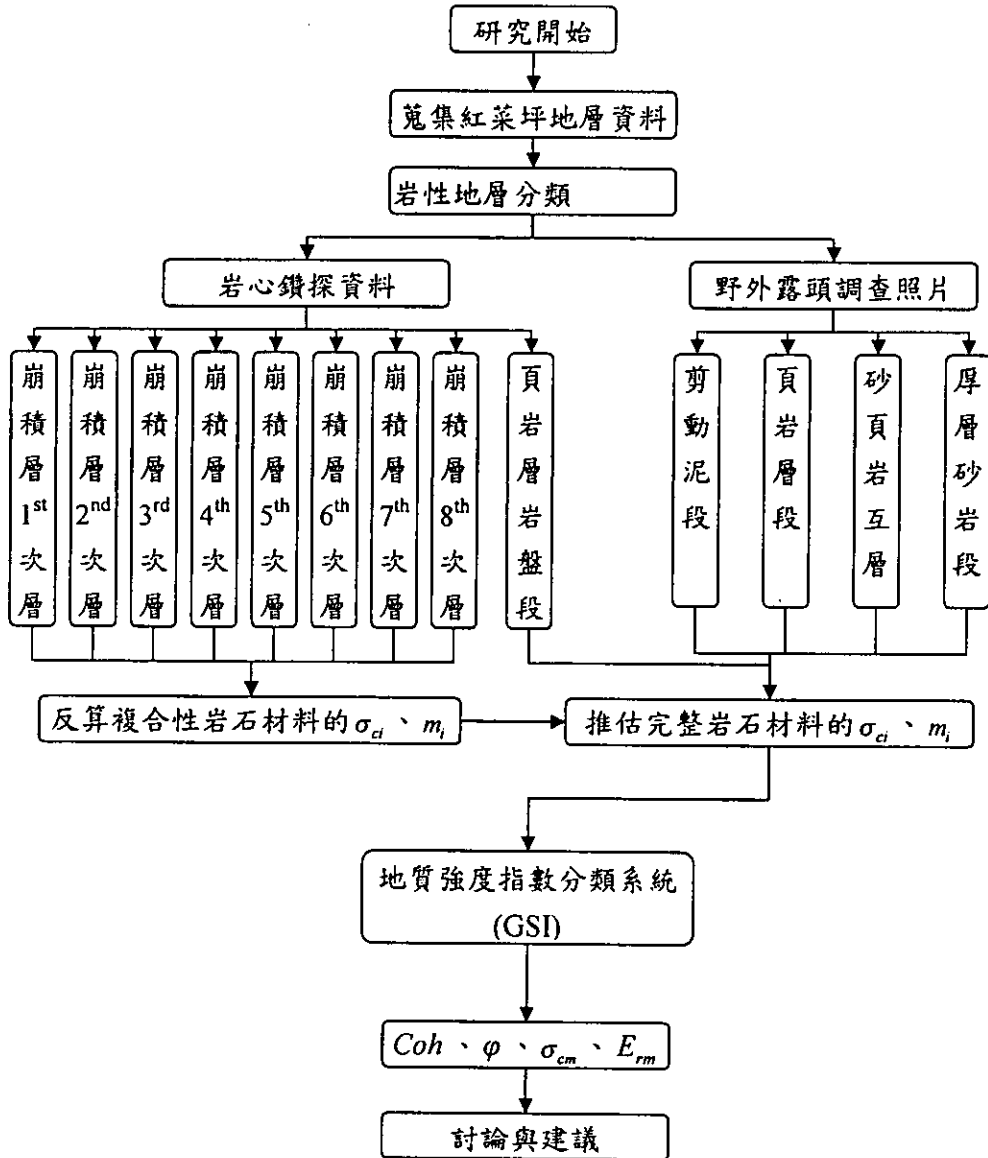 研究開始
蒐集紅菜坪地層資料
岩性地層分類
岩心鑽探資料
野外露頭調查照片
崩積層1st次層
崩積層2nd次層
崩積層3rd次層
崩積層4th次層
崩積層5th次層
崩積層6th次層
崩積層7th次層
崩積層8th次層
頁岩層岩盤段
剪動泥段
頁岩層段
砂頁岩互層
厚層砂岩段
反算複合性岩石材料的σci、mi
推估完整岩石材料的σci、mi
地質強度指數分類系統
(GSI)
Coh、φ、σcm、Erm
討論與建議